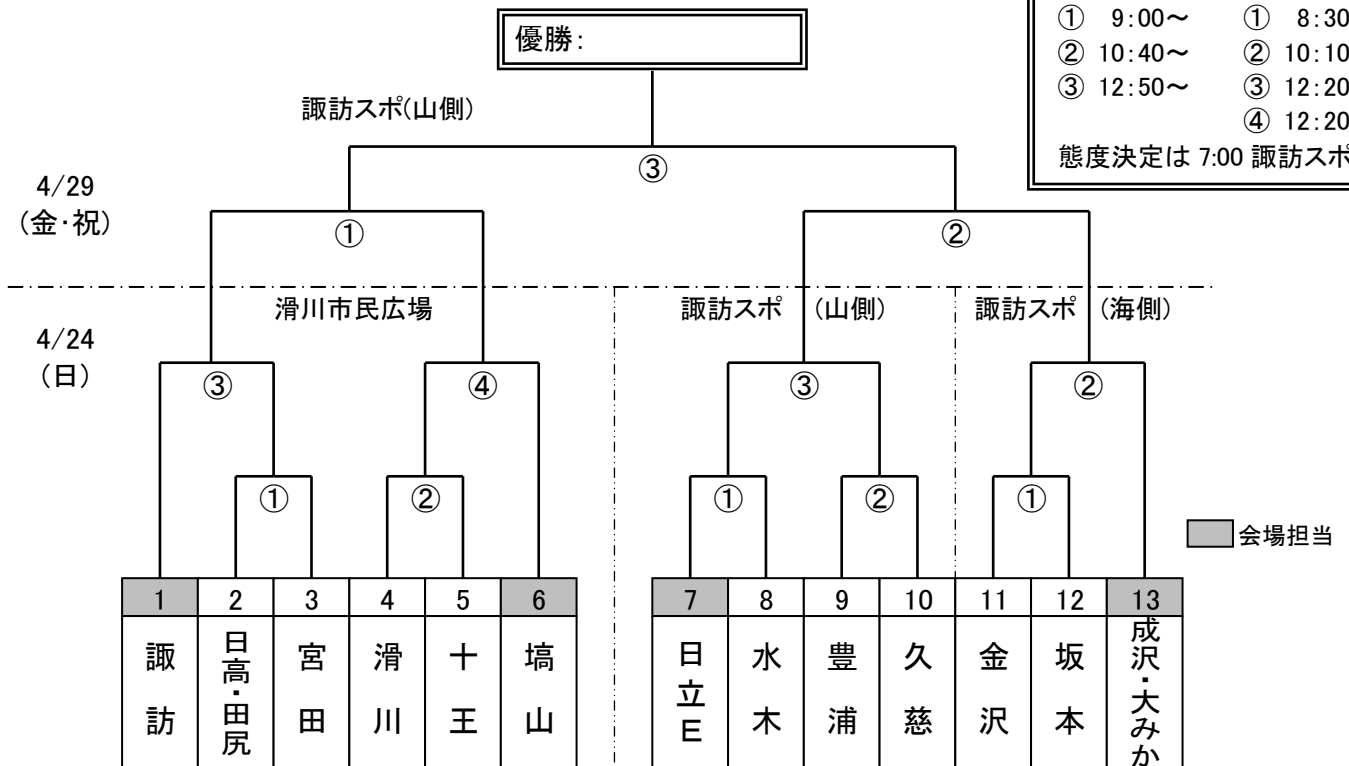 優勝:
① 9:00～ ① 8:30
② 10:40～ ② 10:10
③ 12:50～ ③ 12:20
④ 12:20
態度決定は 7:00 諏訪スポ
諏訪スポ(山側)
③
4/29
(金・祝)
① ②
滑川市民広場 諏訪スポ (山側) 諏訪スポ (海側)
4/24
(日)
③ ④ ③ ②
① ② ① ② ①
会場担当
1 2 3 4 5 6 7 8 9 10 11 12 13
諏訪
日高・田尻
宮田
滑川
十王
塙山
日立E
水木
豊浦
久慈
金沢
坂本
成沢・大みか